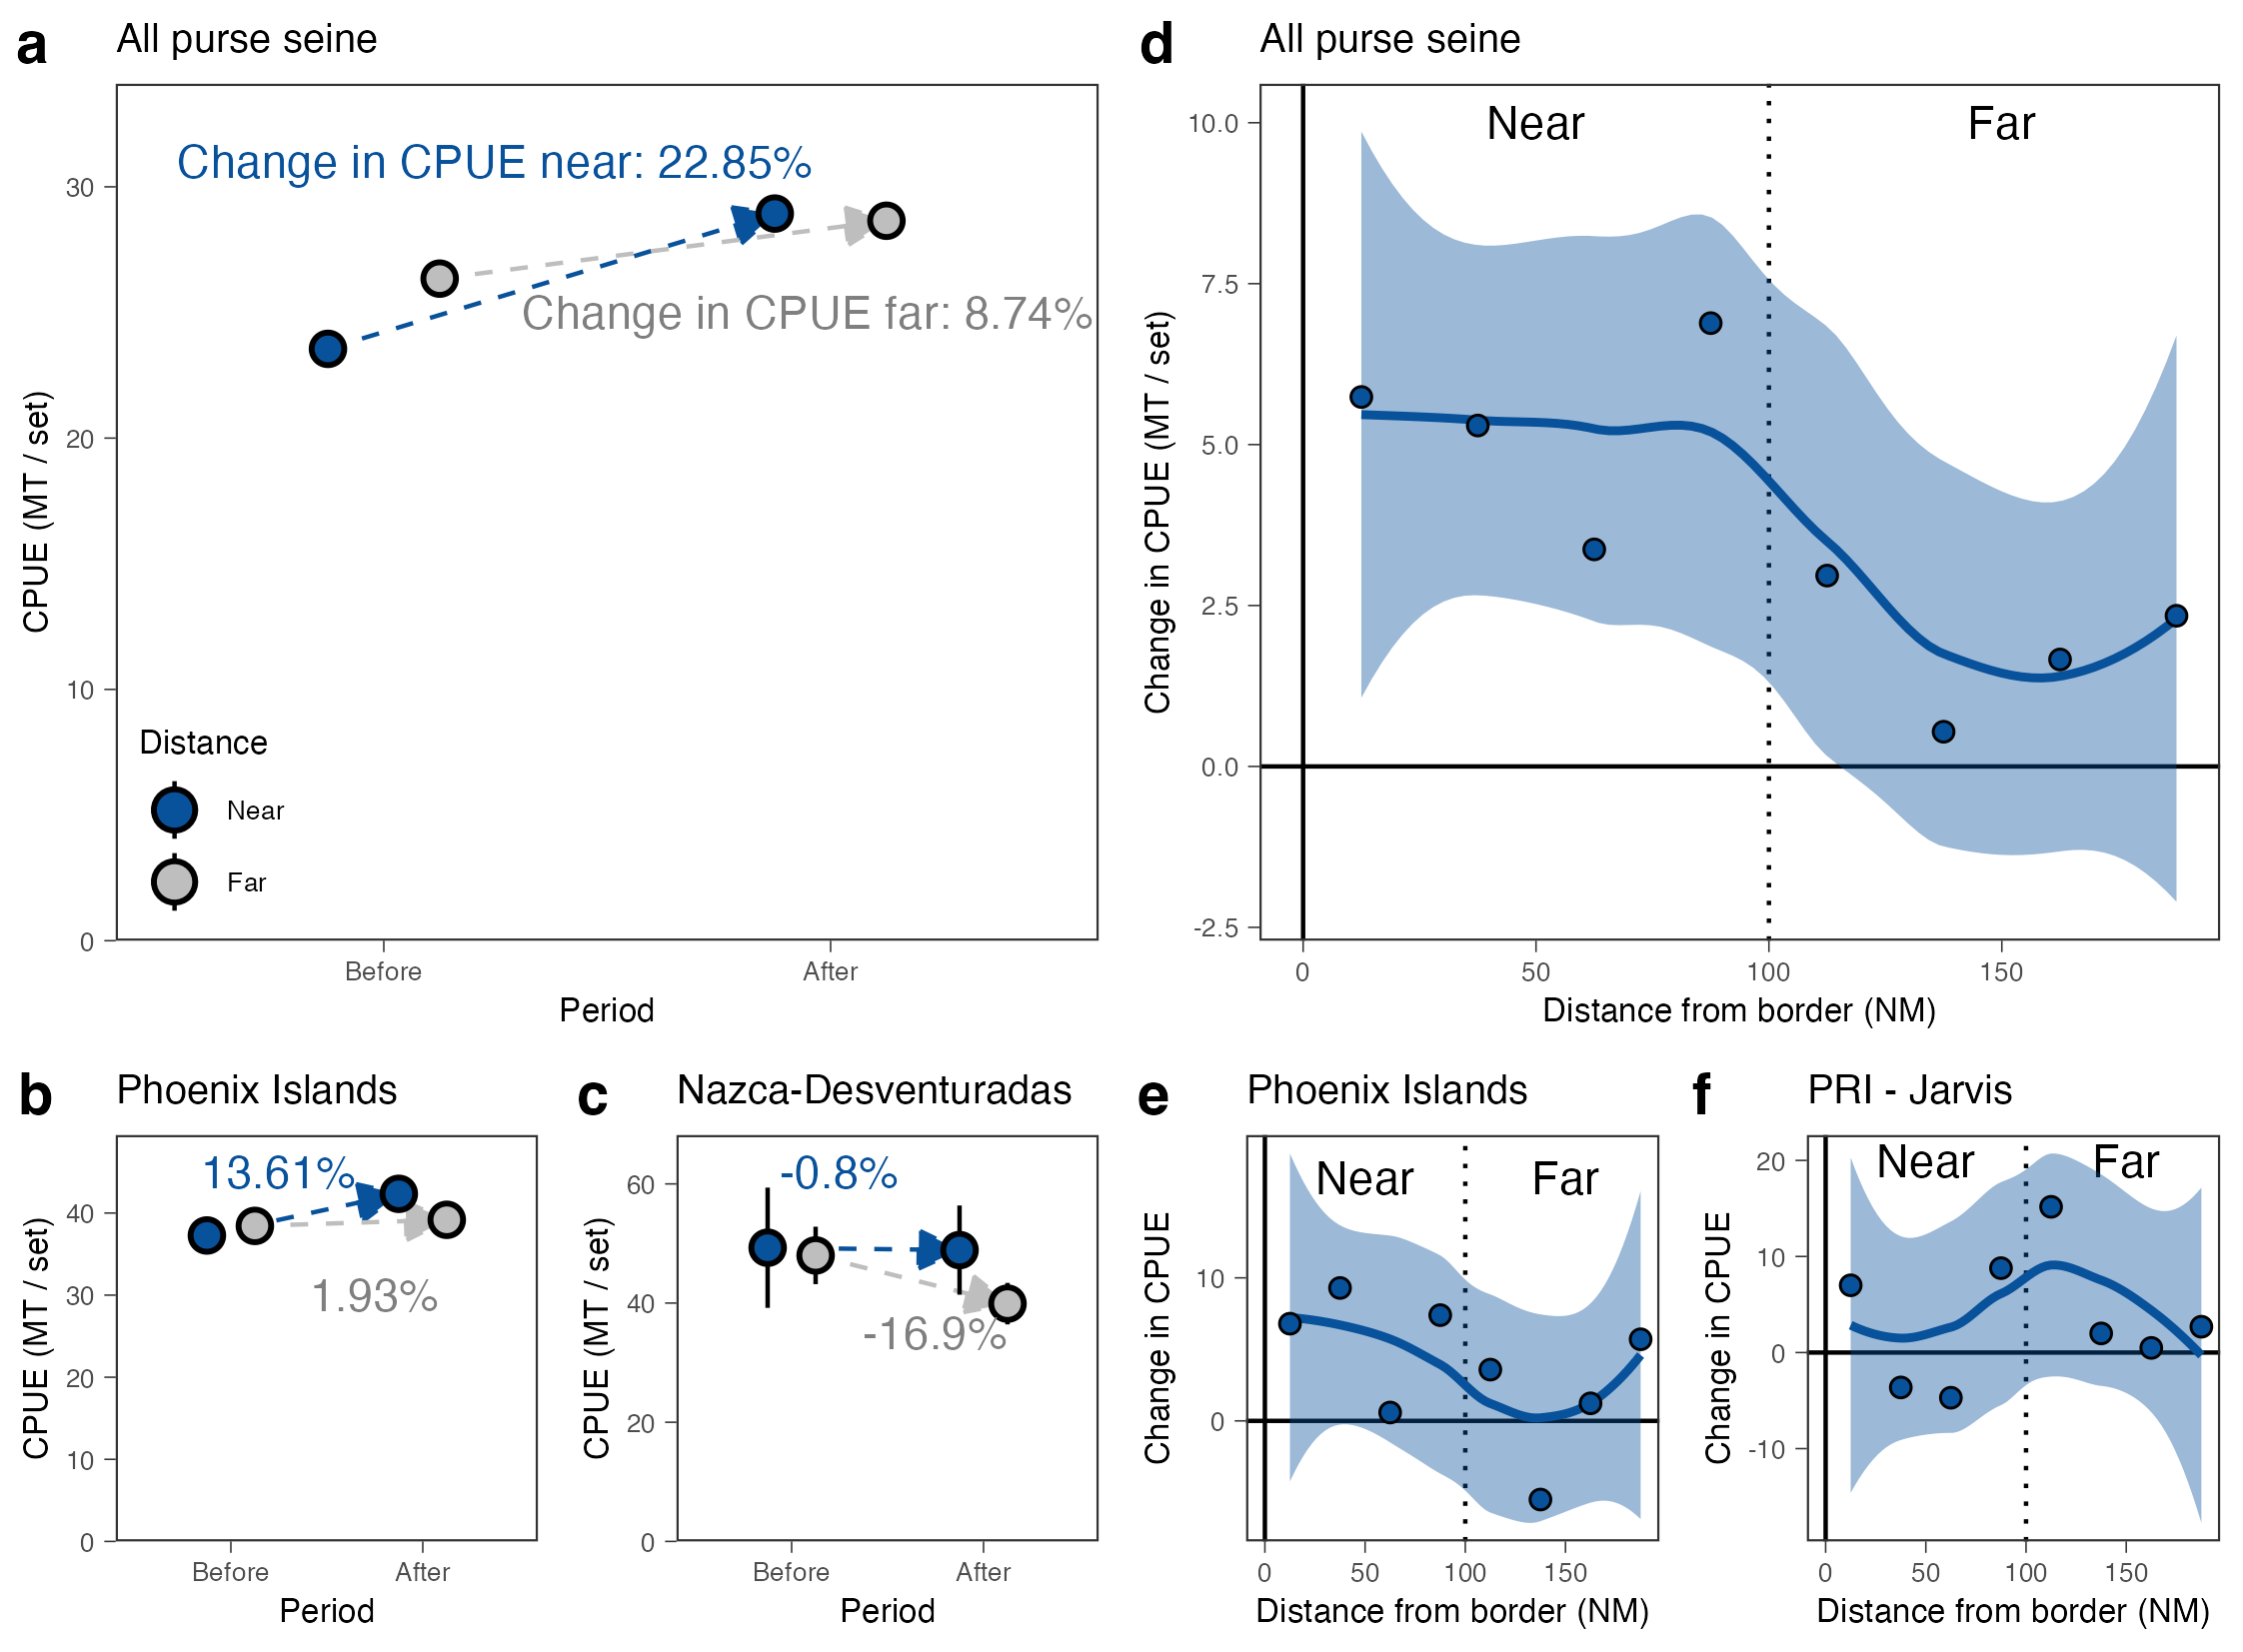 a All purse seine
Change in CPUE near: 22.85%
Change in CPUE far: 8.74%
CPUE (MT / set)
30
20
10
0
Distance
Near
Far
Before After
Period
d All purse seine
Near Far
Change in CPUE (MT / set)
10.0
7.5
5.0
2.5
0.0
-2.5
0 50 100 150
Distance from border (NM)
b Phoenix Islands
13.61%
1.93%
CPUE (MT / set)
40
30
20
10
0
Before After
Period
c Nazca-Desventuradas
-0.8%
-16.9%
CPUE (MT / set)
60
40
20
0
Before After
Period
e Phoenix Islands
Near Far
Change in CPUE
10
0
0 50 100 150
Distance from border (NM)
f PRI - Jarvis
Near Far
Change in CPUE
20
10
0
-10
0 50 100 150
Distance from border (NM)